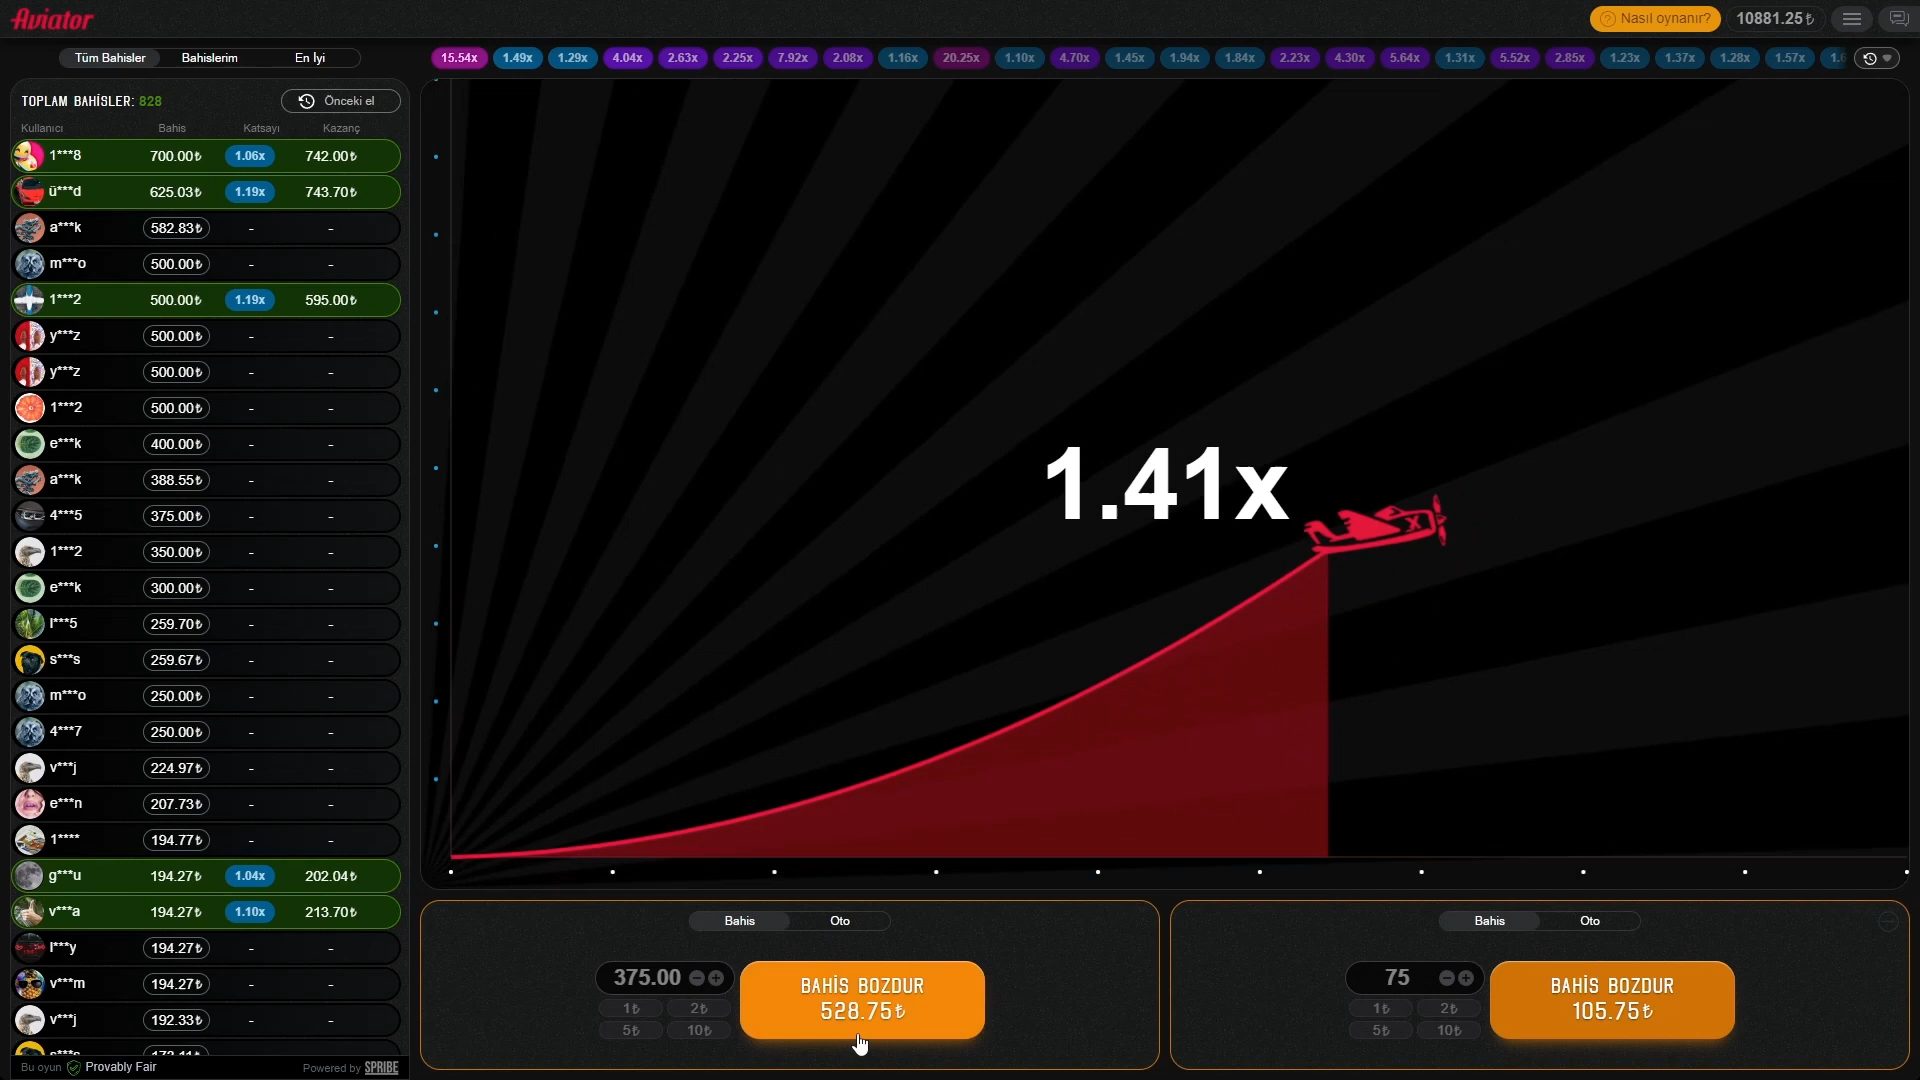 Aviator
Nasıl oynanır?
10881.25₺
Tüm Bahisler Bahislerim En İyi
15.54x 1.49x 1.29x 4.04x 2.63x 2.25x 7.92x 2.08x 1.16x 20.25x 1.10x 4.70x 1.45x 1.94x 1.84x 2.23x 4.30x 5.64x 1.31x 5.52x 2.85x 1.23x 1.37x 1.28x 1.57x
TOPLAM BAHİSLER: 828
Önceki el
Kullanıcı Bahis Katsayı Kazanç
1***8 700.00₺ 1.06x 742.00₺
ü***d 625.03₺ 1.19x 743.70₺
a***k 582.83₺ - -
m***o 500.00₺ - -
1***2 500.00₺ 1.19x 595.00₺
y***z 500.00₺ - -
y***z 500.00₺ - -
1***2 500.00₺ - -
e***k 400.00₺ - -
a***k 388.55₺ - -
4***5 375.00₺ - -
1***2 350.00₺ - -
e***k 300.00₺ - -
l***5 259.70₺ - -
s***s 259.67₺ - -
m***o 250.00₺ - -
4***7 250.00₺ - -
v***j 224.97₺ - -
e***n 207.73₺ - -
1**** 194.77₺ - -
g***u 194.27₺ 1.04x 202.04₺
v***a 194.27₺ 1.10x 213.70₺
l***y 194.27₺ - -
v***m 194.27₺ - -
v***j 192.33₺ - -
Bu oyun Provably Fair Powered by SPRIBE
1.41x
X
Bahis Oto
375.00
1₺ 2₺
5₺ 10₺
BAHİS BOZDUR
528.75₺
Bahis Oto
75
1₺ 2₺
5₺ 10₺
BAHİS BOZDUR
105.75₺